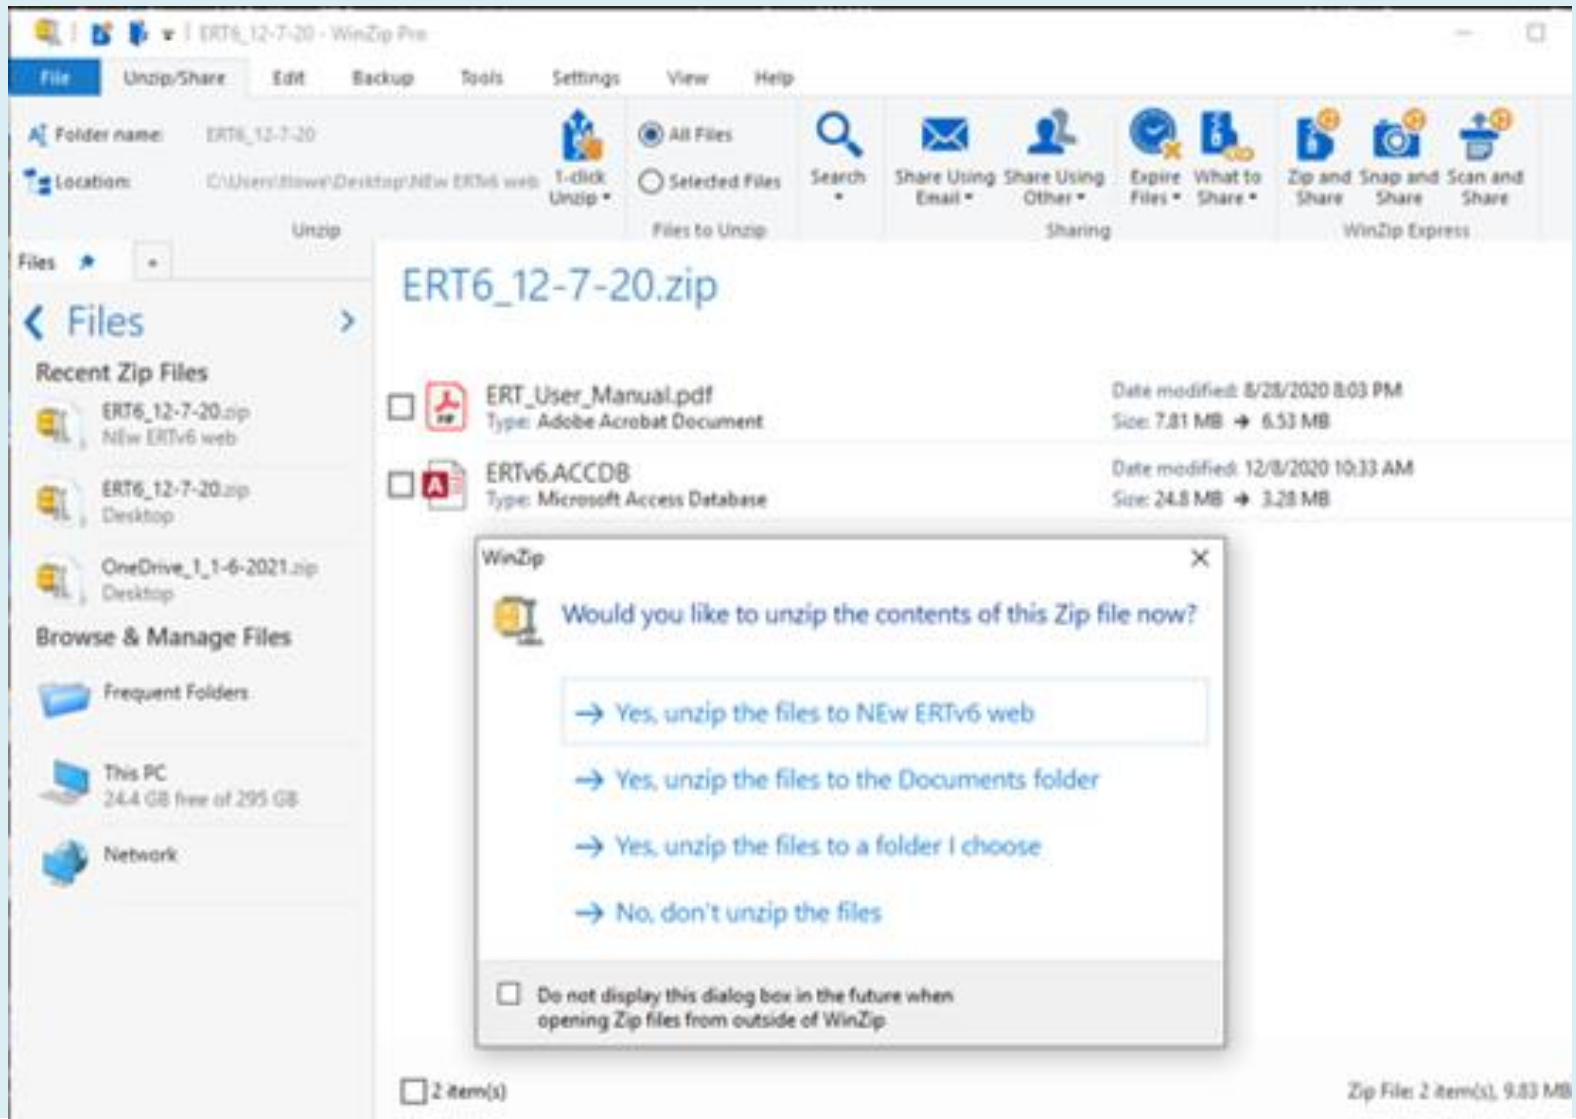 ERT6_12-7-20 - WinZip Pro
File Unzip/Share Edit Backup Tools Settings View Help
Folder name: ERT6_12-7-20
Location: Desktop\NEw ERTv6 web
1-click Unzip
All Files
Selected Files
Search
Share Using Email
Share Using Other
Expire Files
What to Share
Zip and Share
Snap and Share
Scan and Share
Unzip
Files to Unzip
Sharing
WinZip Express
Files
Files
ERT6_12-7-20.zip
Recent Zip Files
ERT6_12-7-20.zip
NEw ERTv6 web
ERT6_12-7-20.zip
Desktop
OneDrive_1_1-6-2021.zip
Desktop
Browse & Manage Files
Frequent Folders
This PC
24.4 GB free of 295 GB
Network
ERT_User_Manual.pdf
Type: Adobe Acrobat Document
Date modified: 8/28/2020 8:03 PM
Size: 7.81 MB → 6.53 MB
ERTv6.ACCDB
Type: Microsoft Access Database
Date modified: 12/8/2020 10:33 AM
Size: 24.8 MB → 3.28 MB
WinZip
Would you like to unzip the contents of this Zip file now?
Yes, unzip the files to NEw ERTv6 web
Yes, unzip the files to the Documents folder
Yes, unzip the files to a folder I choose
No, don't unzip the files
Do not display this dialog box in the future when
opening Zip files from outside of WinZip
2 item(s)
Zip File: 2 item(s), 9.83 MB